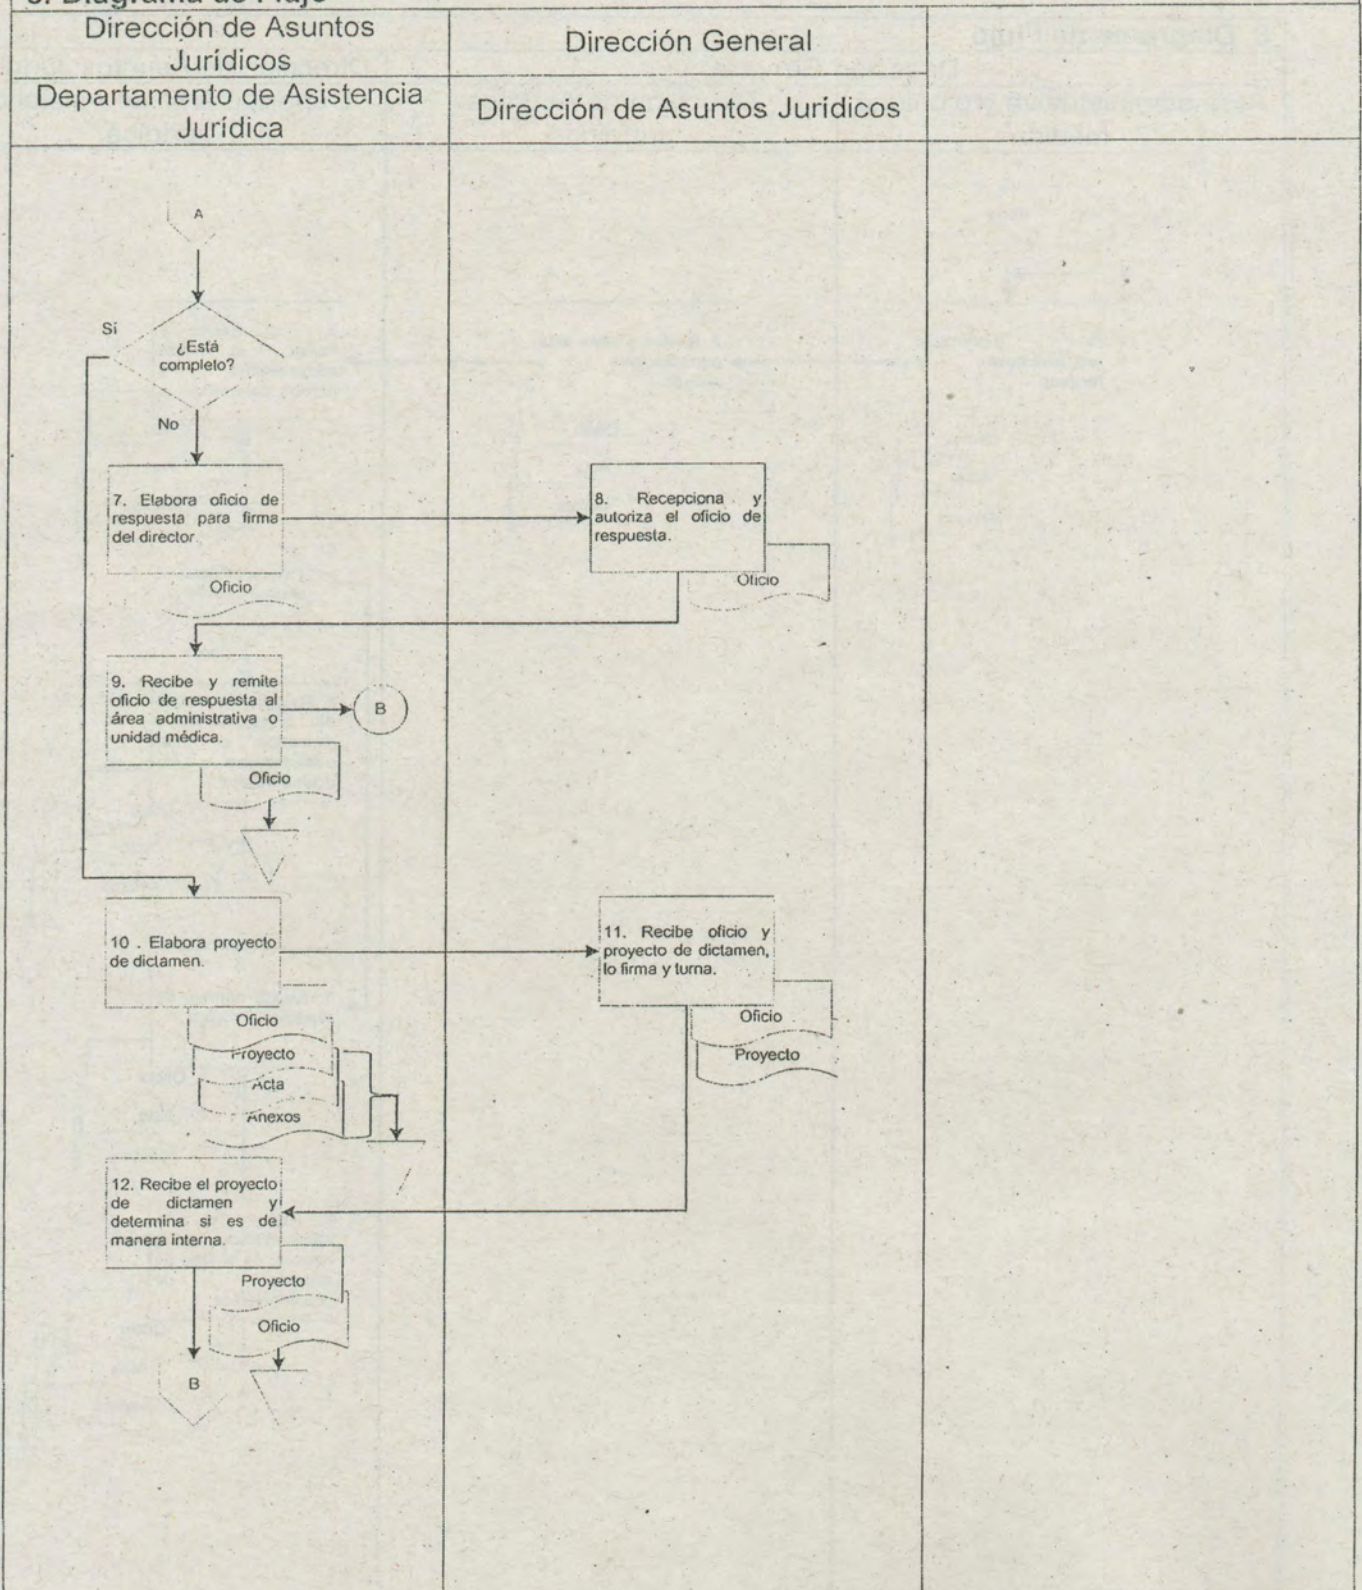 Dirección de Asuntos
Jurídicos
Dirección General
Departamento de Asistencia
Jurídica
Dirección de Asuntos Jurídicos
A
Sí
¿Está
completo?
No
7. Elabora oficio de
respuesta para firma
del director.
Oficio
8. Recepciona y
autoriza el oficio de
respuesta.
Oficio
9. Recibe y remite
oficio de respuesta al
área administrativa o
unidad médica.
B
Oficio
10 . Elabora proyecto
de dictamen.
Oficio
Proyecto
Acta
Anexos
11. Recibe oficio y
proyecto de dictamen,
lo firma y turna.
Oficio
Proyecto
12. Recibe el proyecto
de dictamen y
determina si es de
manera interna.
Proyecto
Oficio
B